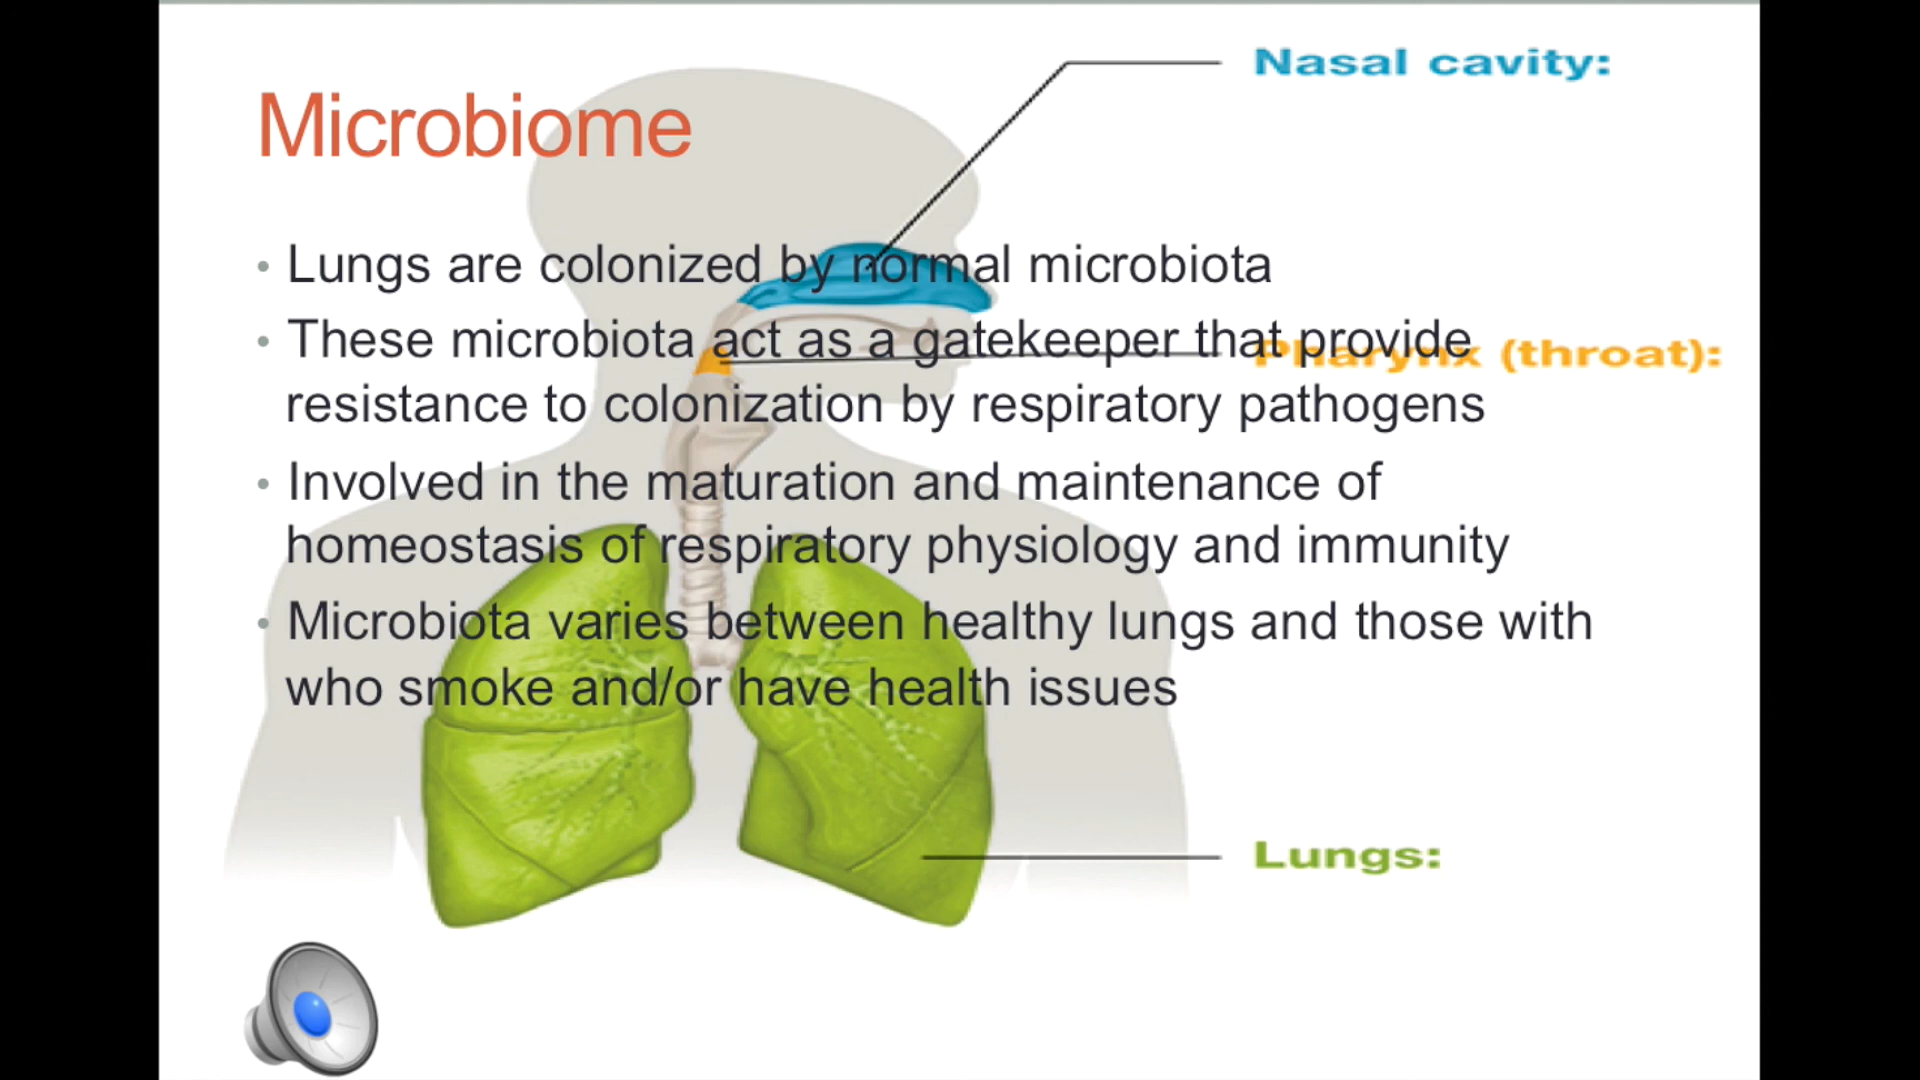 Nasal cavity:
Microbiome
• Lungs are colonized by normal microbiota
• These microbiota act as a gatekeeper that provide
Pharynx (throat):
resistance to colonization by respiratory pathogens
• Involved in the maturation and maintenance of
homeostasis of respiratory physiology and immunity
• Microbiota varies between healthy lungs and those with
who smoke and/or have health issues
Lungs: